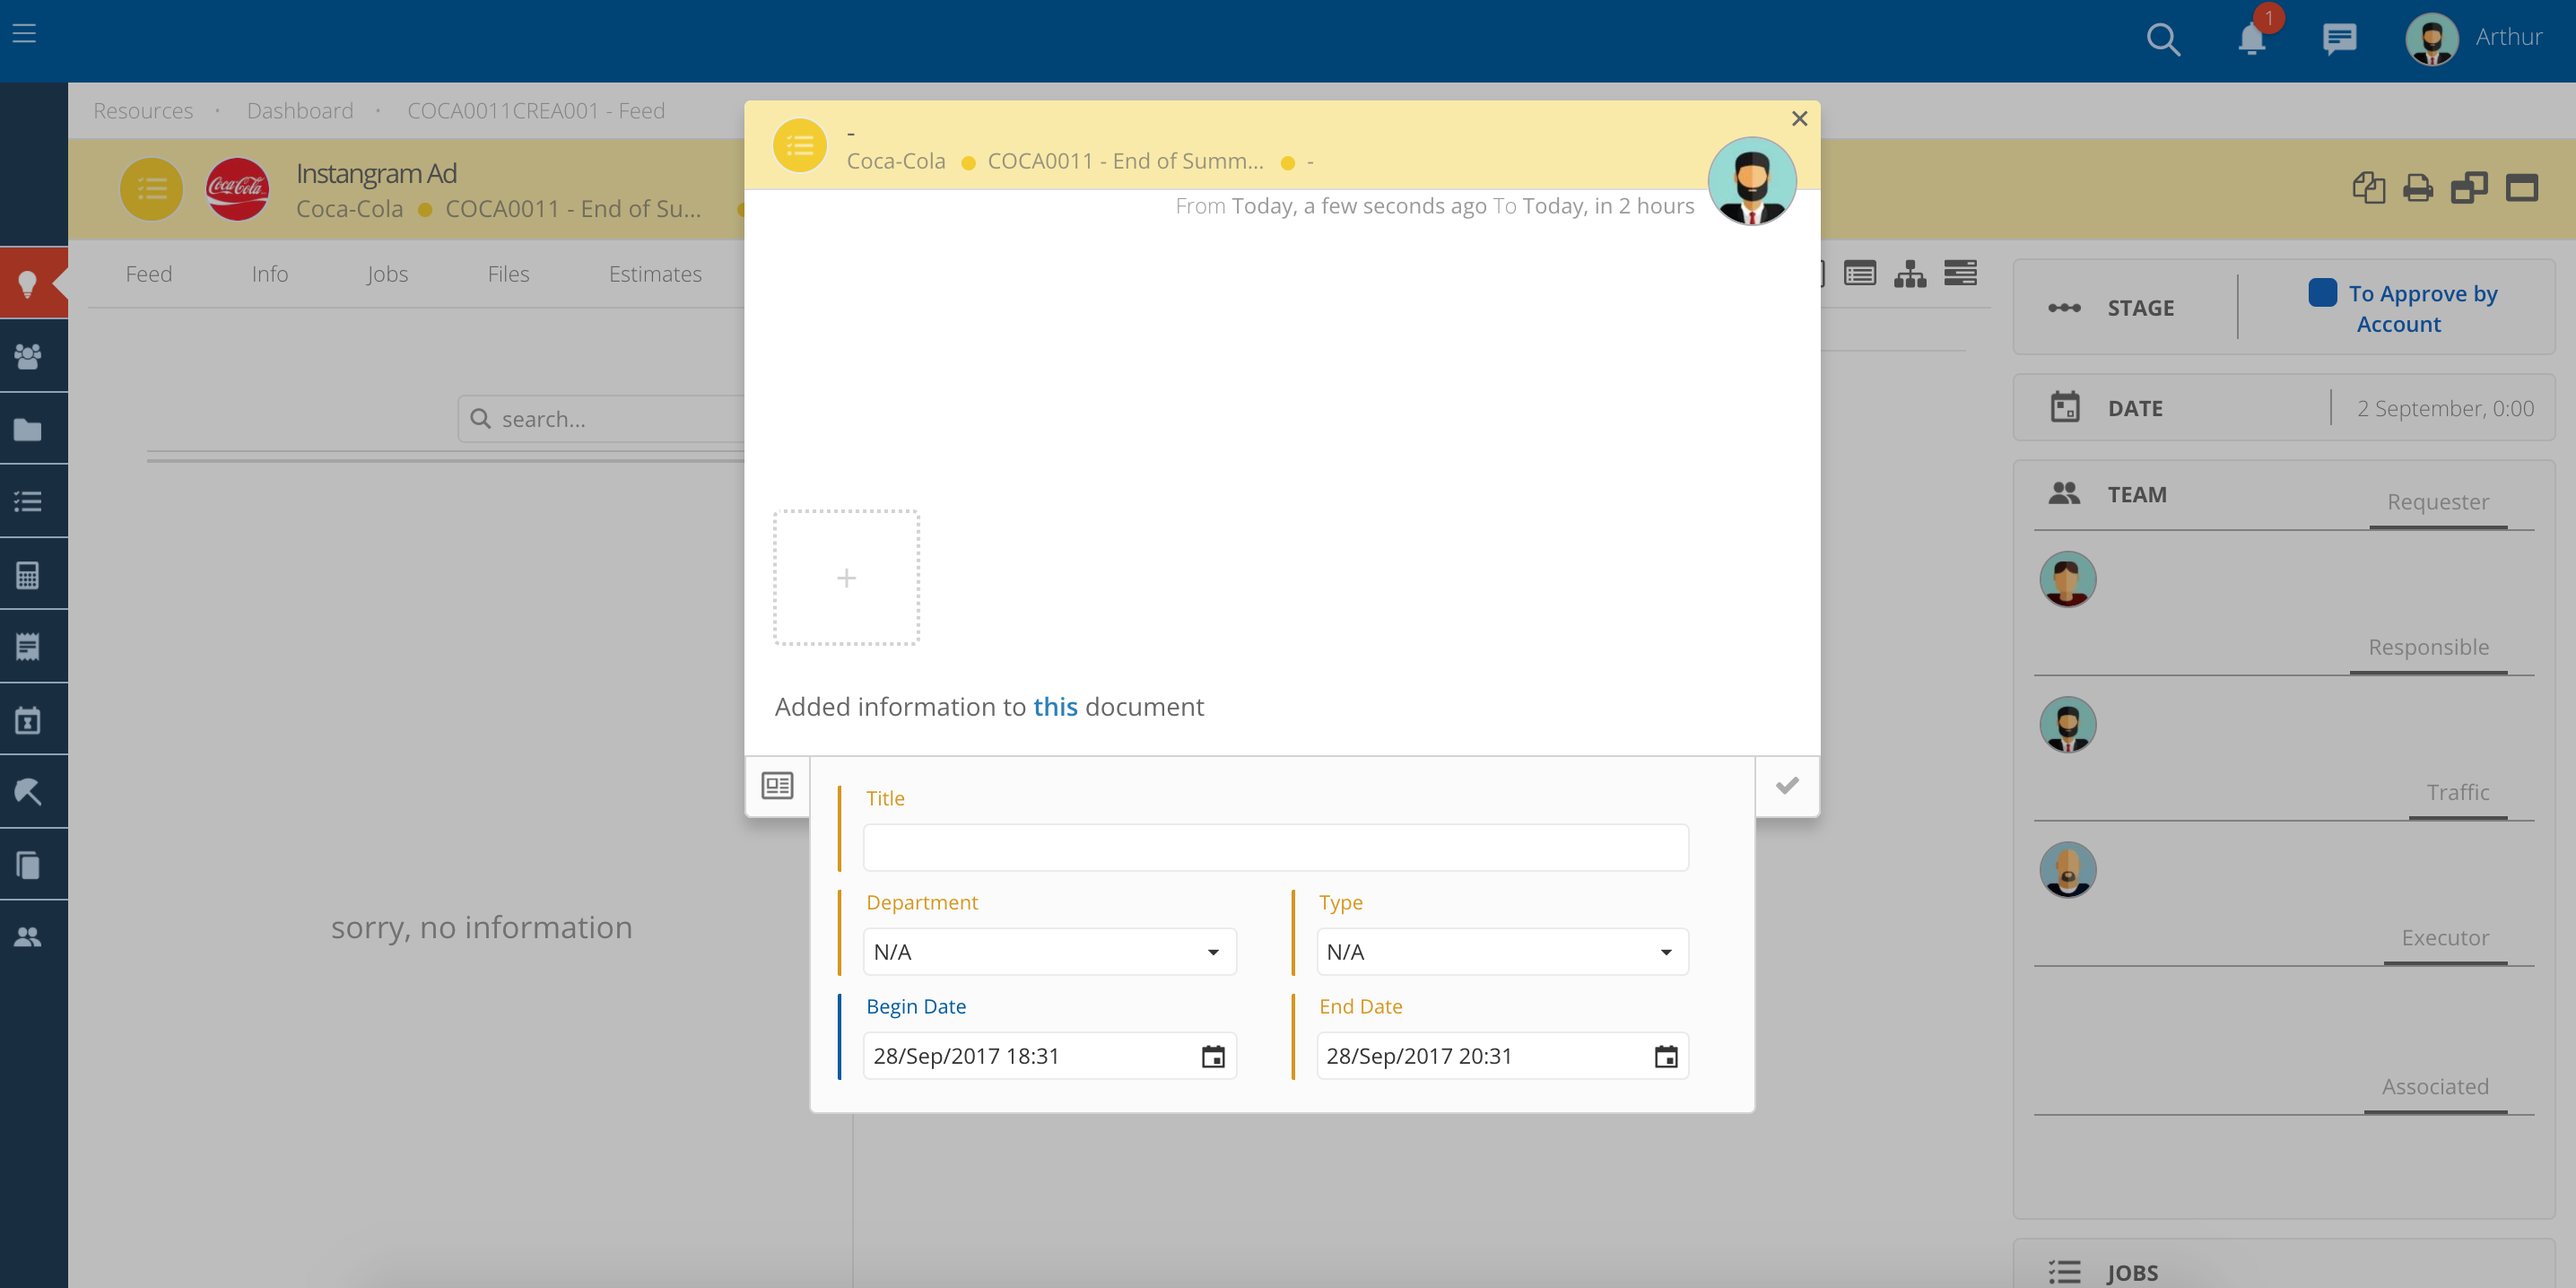 1
Arthur
Resources · Dashboard · COCA0011CREA001 - Feed
Instangram Ad
Coca-Cola
Coca-Cola COCA0011 - End of Su...
Feed Info Jobs Files Estimates
search...
sorry, no information
-
Coca-Cola COCA0011 - End of Summ... -
From Today, a few seconds ago To Today, in 2 hours
+
Added information to this document
Title
Department
N/A
Type
N/A
Begin Date
28/Sep/2017 18:31
End Date
28/Sep/2017 20:31
STAGE
To Approve by
Account
DATE
2 September, 0:00
TEAM
Requester
Responsible
Traffic
Executor
Associated
JOBS